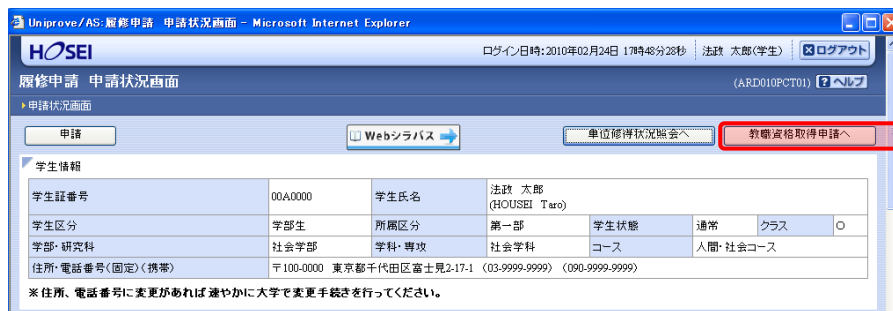 Uniprove/AS:履修申請 申請状況画面 - Microsoft Internet Explorer
HOSEI ログイン日時:2010年02月24日 17時48分28秒 法政 太郎(学生) ログアウト
履修申請 申請状況画面 (ARD010PCT01) ? ヘルプ
申請状況画面
申請 Webシラバス 単位修得状況照会へ 教職資格取得申請へ
学生情報
学生証番号 00A0000 学生氏名 法政 太郎
(HOUSEI Taro)
学生区分 学部生 所属区分 第一部 学生状態 通常 クラス O
学部・研究科 社会学部 学科・専攻 社会学科 コース 人間・社会コース
住所・電話番号(固定)(携帯) 〒100-0000 東京都千代田区富士見2-17-1 (03-9999-9999) (090-9999-9999)
※住所、電話番号に変更があれば速やかに大学で変更手続きを行ってください。